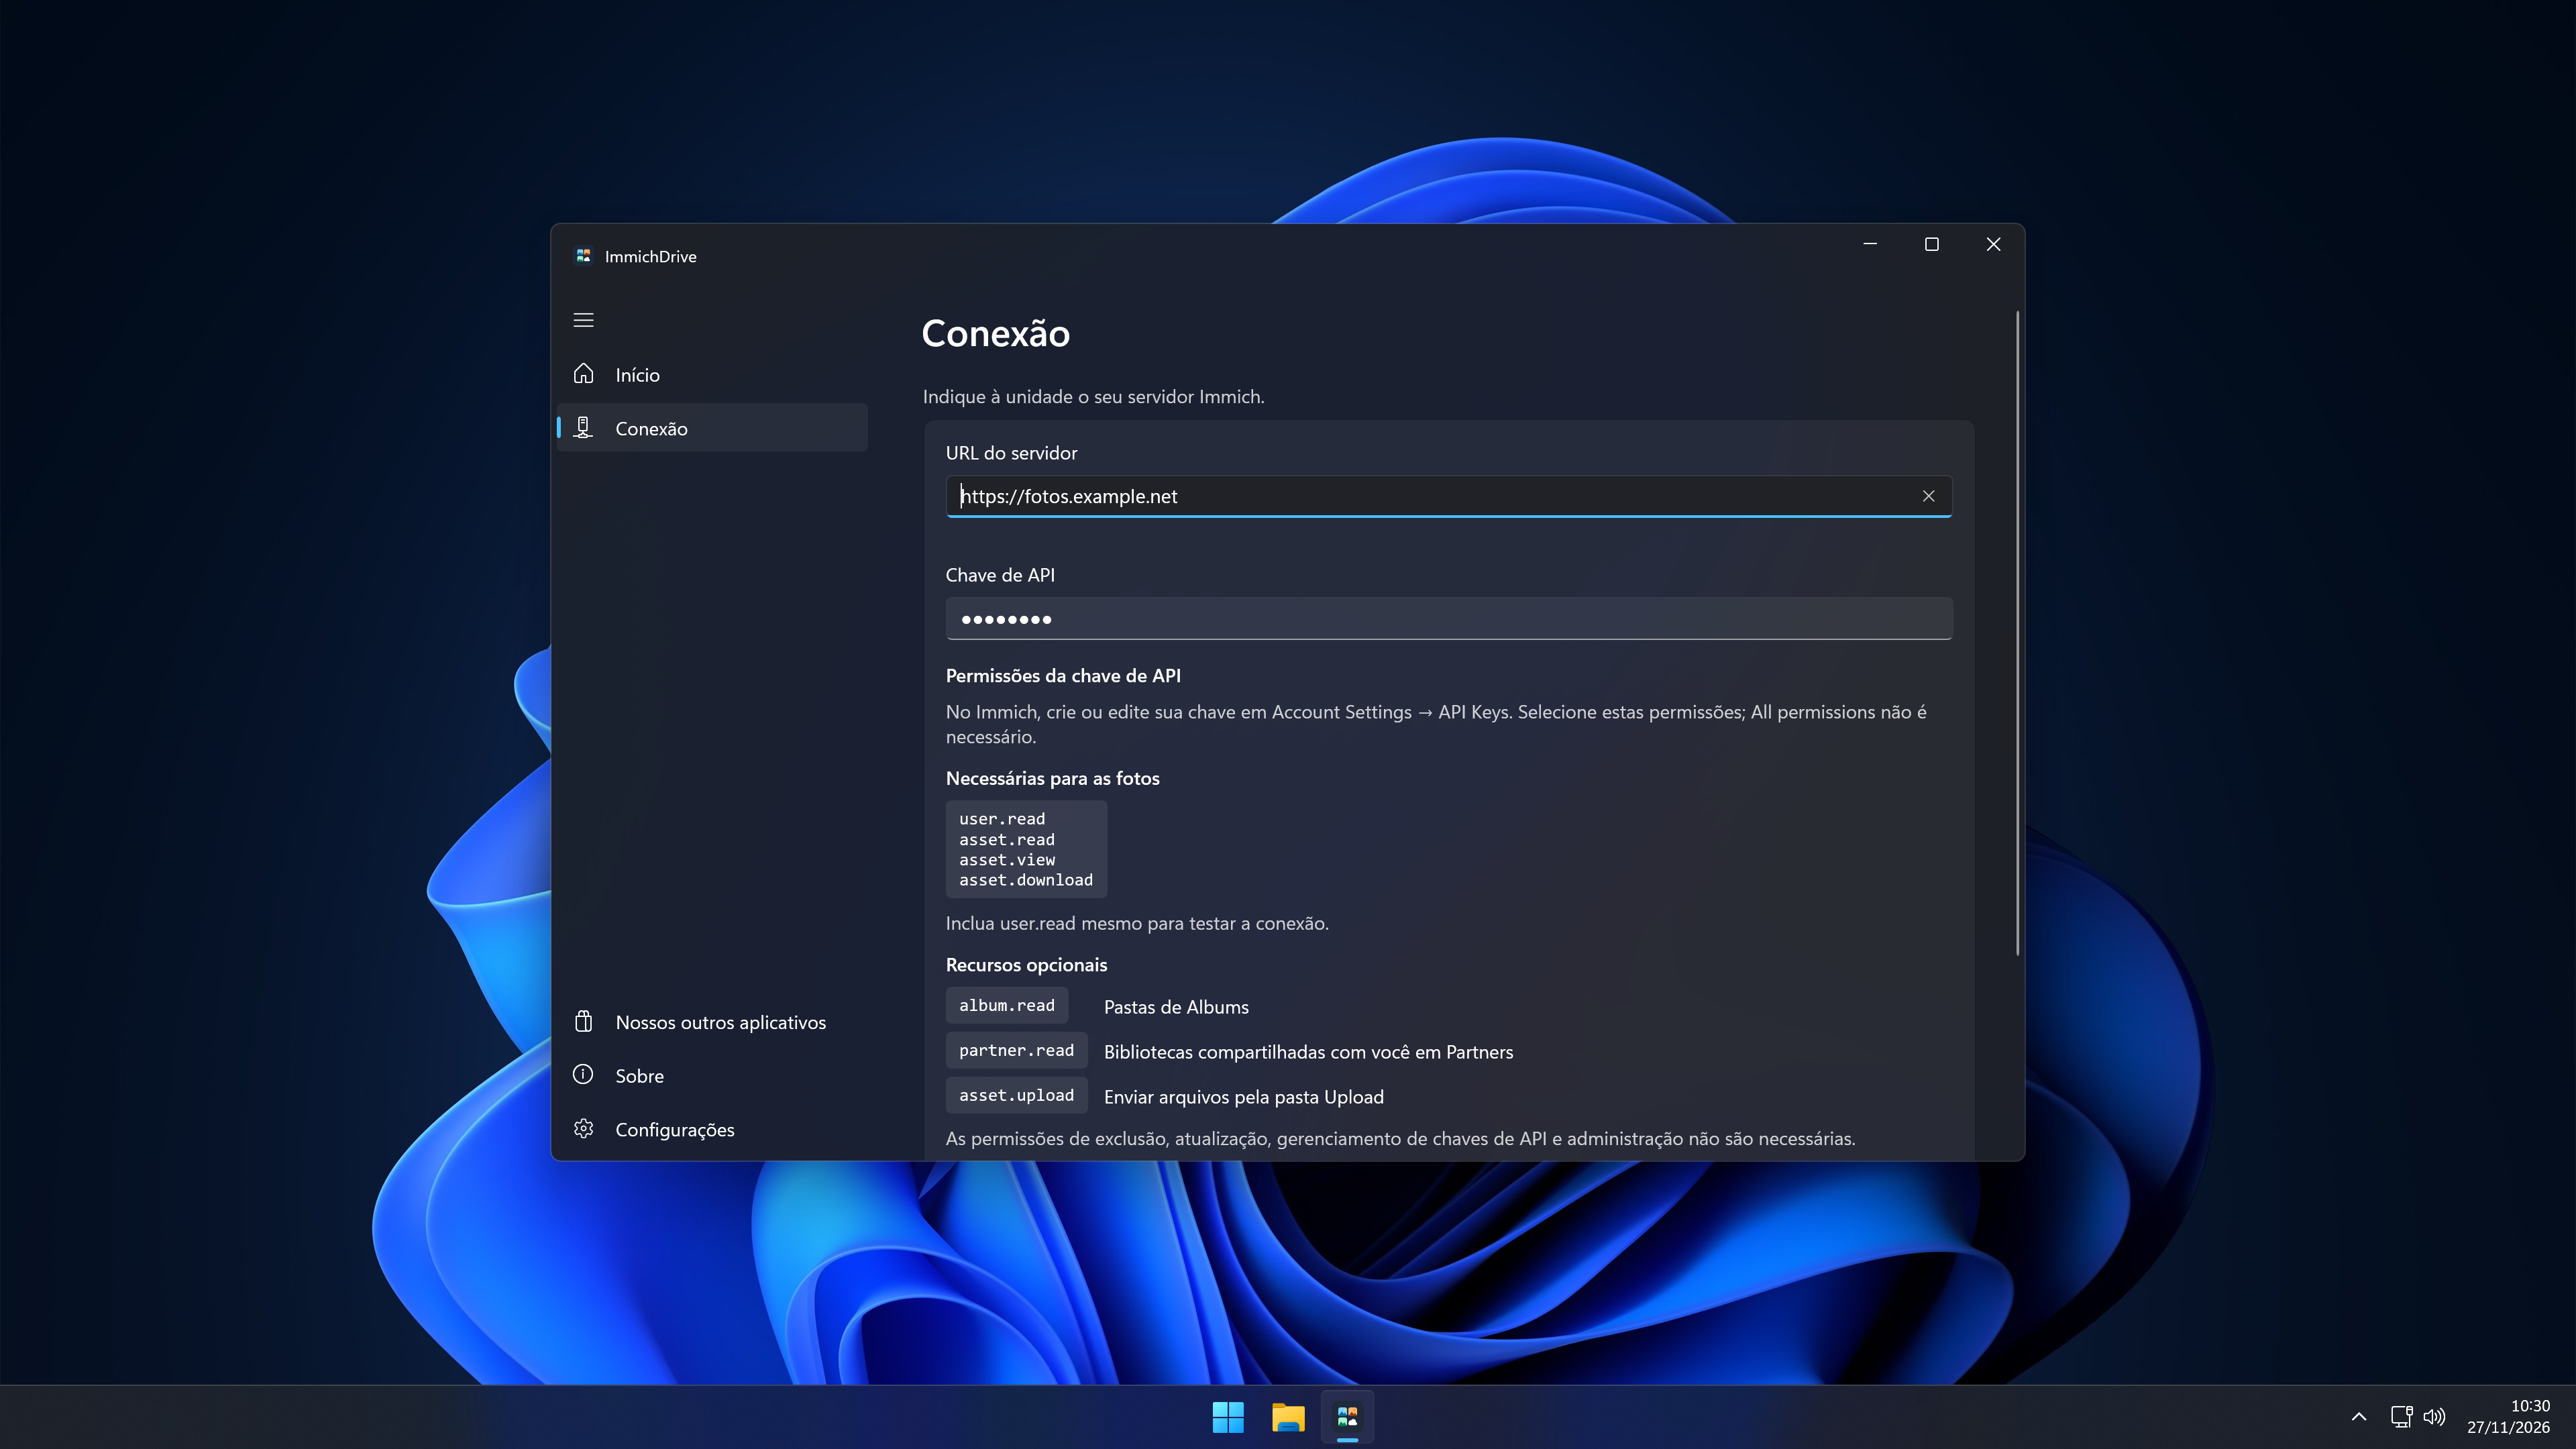 ImmichDrive
Início
Conexão
Nossos outros aplicativos
Sobre
Configurações
Conexão
Indique à unidade o seu servidor Immich.
URL do servidor
https://fotos.example.net
Chave de API
••••••••
Permissões da chave de API
No Immich, crie ou edite sua chave em Account Settings → API Keys. Selecione estas permissões; All permissions não é
necessário.
Necessárias para as fotos
user.read
asset.read
asset.view
asset.download
Inclua user.read mesmo para testar a conexão.
Recursos opcionais
album.read Pastas de Albums
partner.read Bibliotecas compartilhadas com você em Partners
asset.upload Enviar arquivos pela pasta Upload
As permissões de exclusão, atualização, gerenciamento de chaves de API e administração não são necessárias.
10:30
27/11/2026